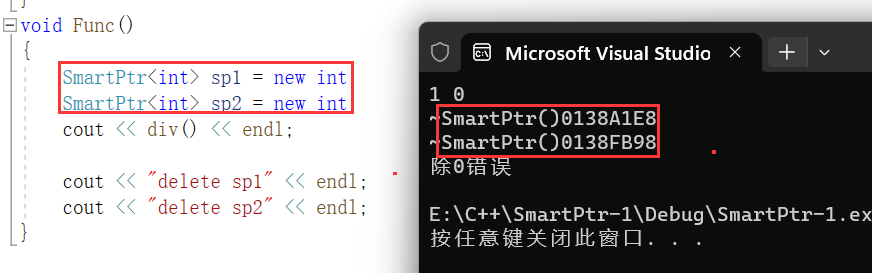 }
void Func()
{
SmartPtr<int> sp1 = new int
SmartPtr<int> sp2 = new int
cout << div() << endl;
cout << "delete sp1" << endl;
cout << "delete sp2" << endl;
}
Microsoft Visual Studio
1 0
~SmartPtr()0138A1E8
~SmartPtr()0138FB98
除0错误
E:\C++\SmartPtr-1\Debug\SmartPtr-1.ex
按任意键关闭此窗口. . .